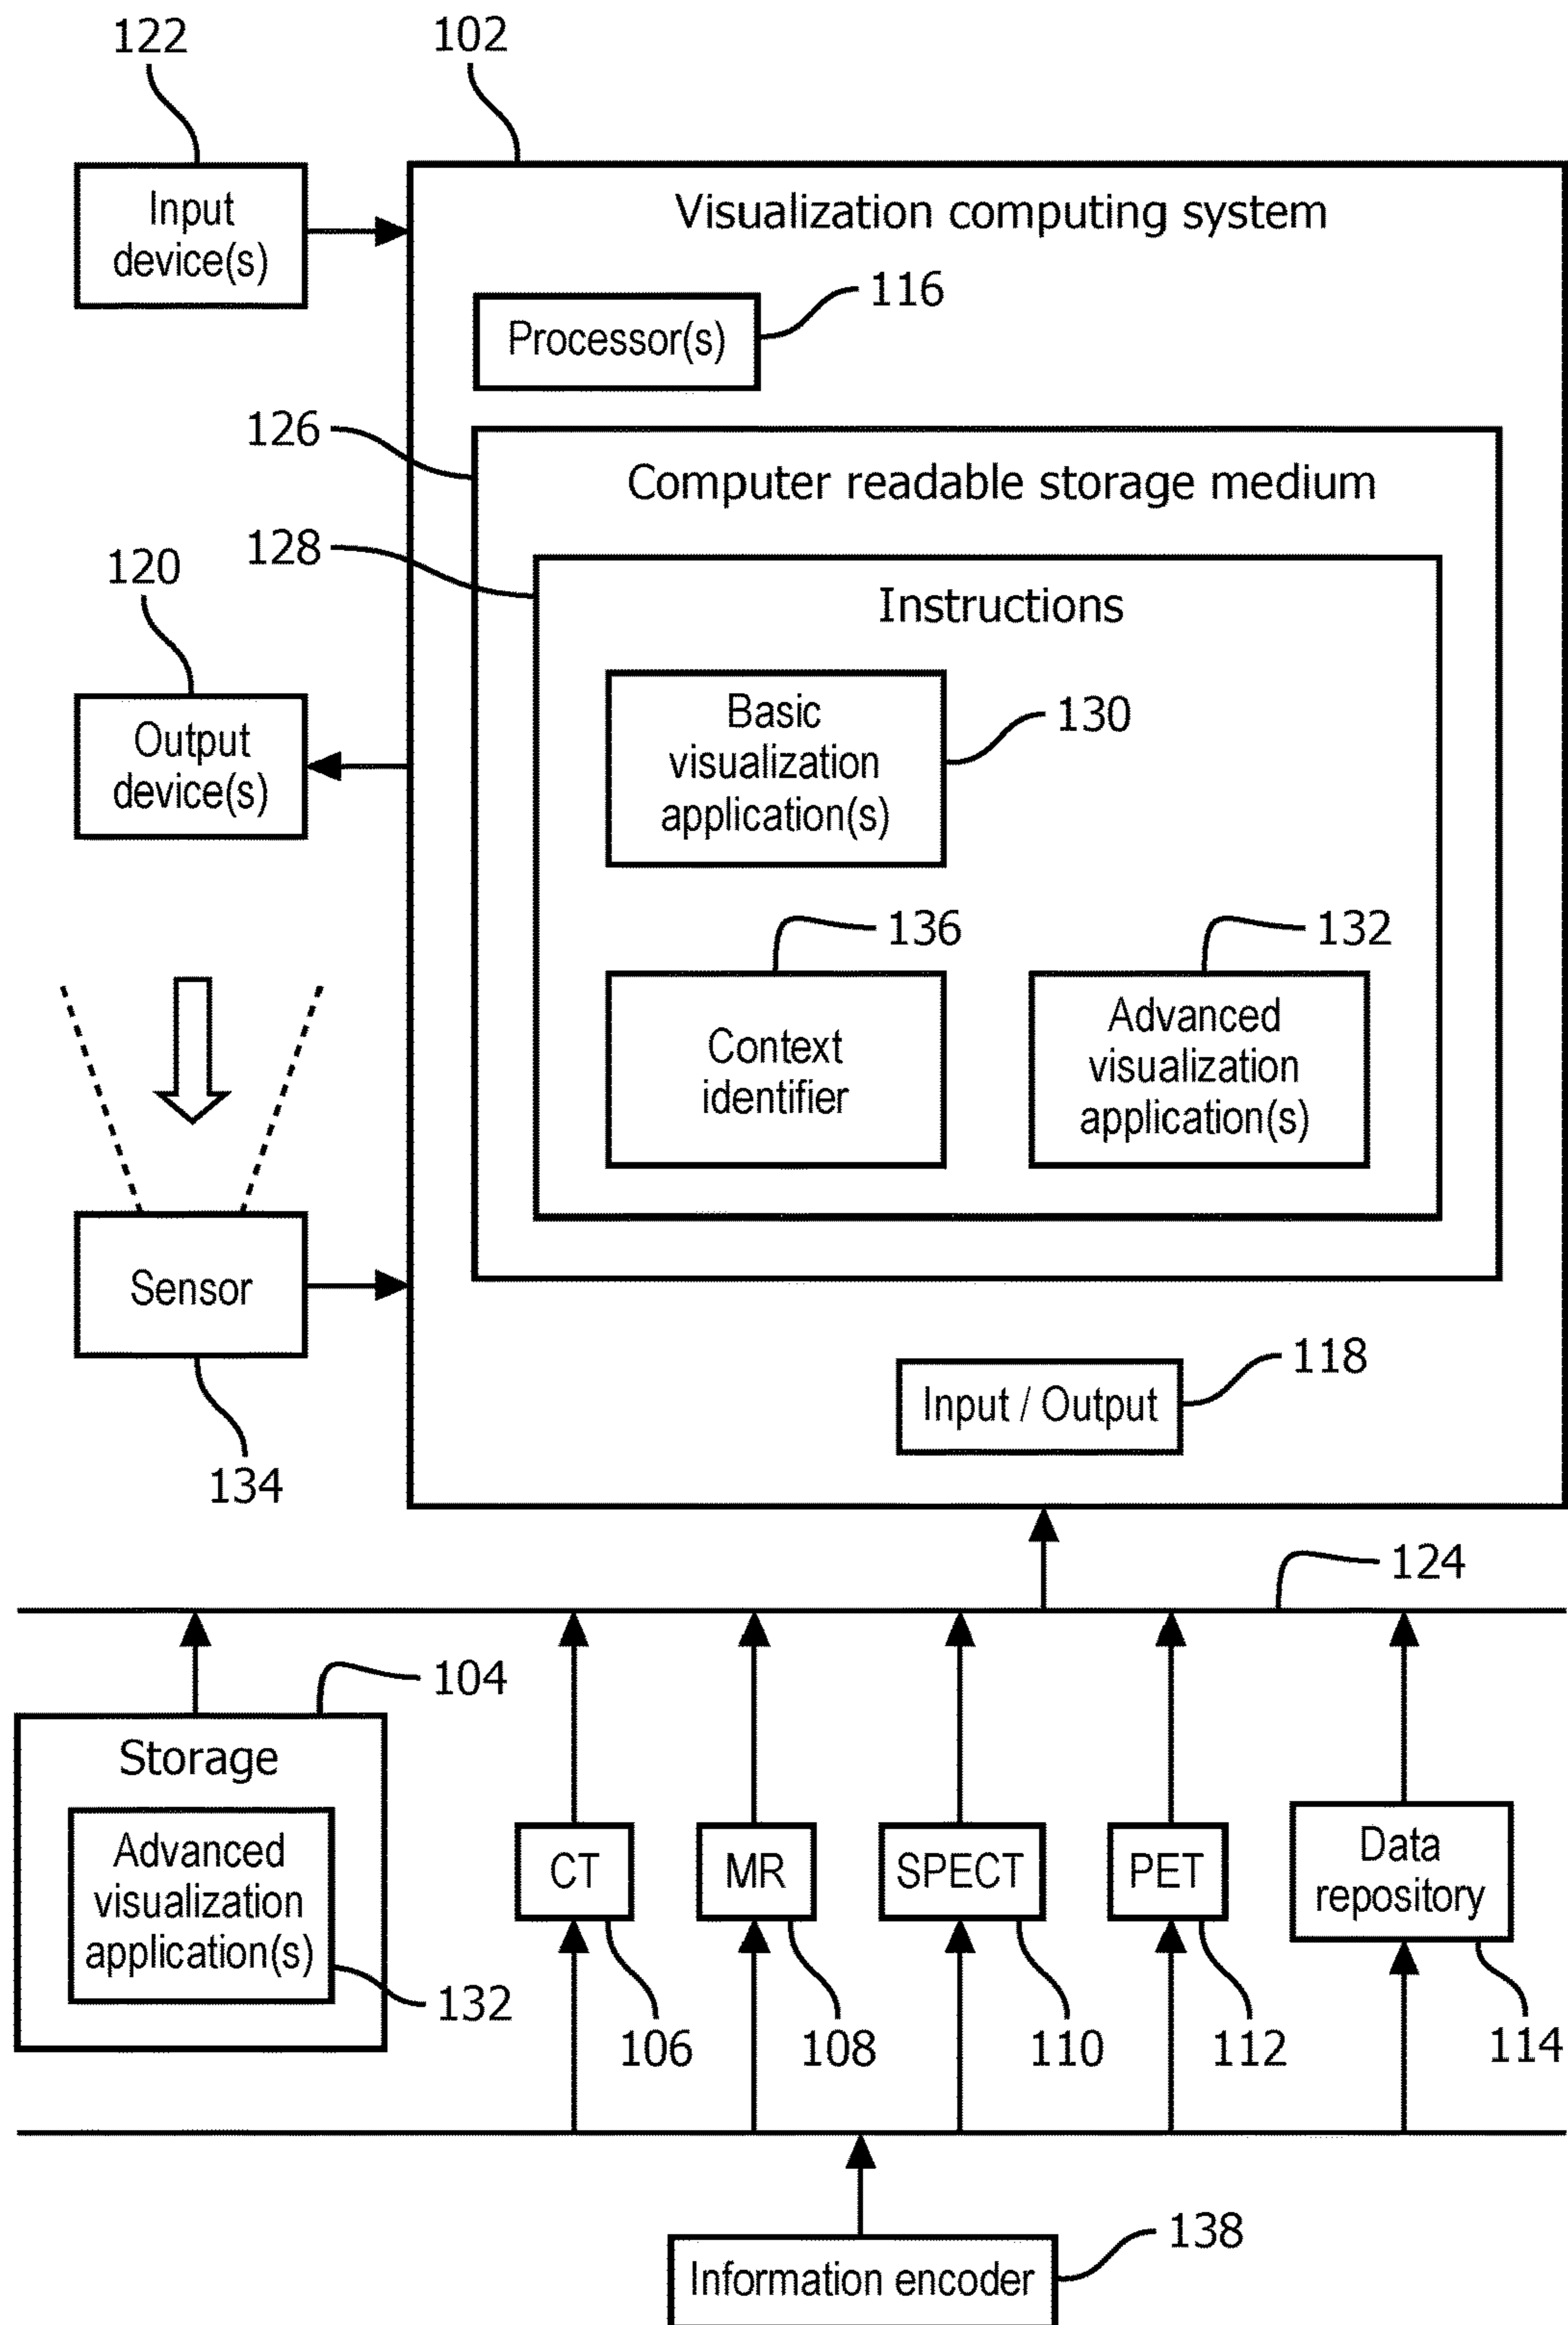 122
102
Input
device(s)
Visualization computing system
116
Processor(s)
126
Computer readable storage medium
128
120
Instructions
Output
device(s)
Basic
visualization
application(s)
130
136
132
Context
identifier
Advanced
visualization
application(s)
Sensor
134
118
Input / Output
124
104
Storage
Advanced
visualization
application(s)
132
CT
MR
SPECT
PET
Data
repository
106
108
110
112
114
138
Information encoder